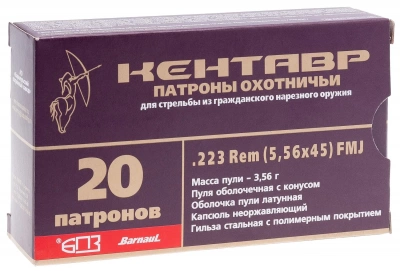 КЕНТАВР
ПАТРОНЫ ОХОТНИЧЬИ
для стрельбы из гражданского нарезного оружия
.223 Rem (5,56x45) FMJ
20
патронов
Масса пули – 3,56 г
Пуля оболочечная с конусом
Оболочка пули латунная
Капсюль неоржавляющий
Гильза стальная с полимерным покрытием
БПЗ®
Barnaul